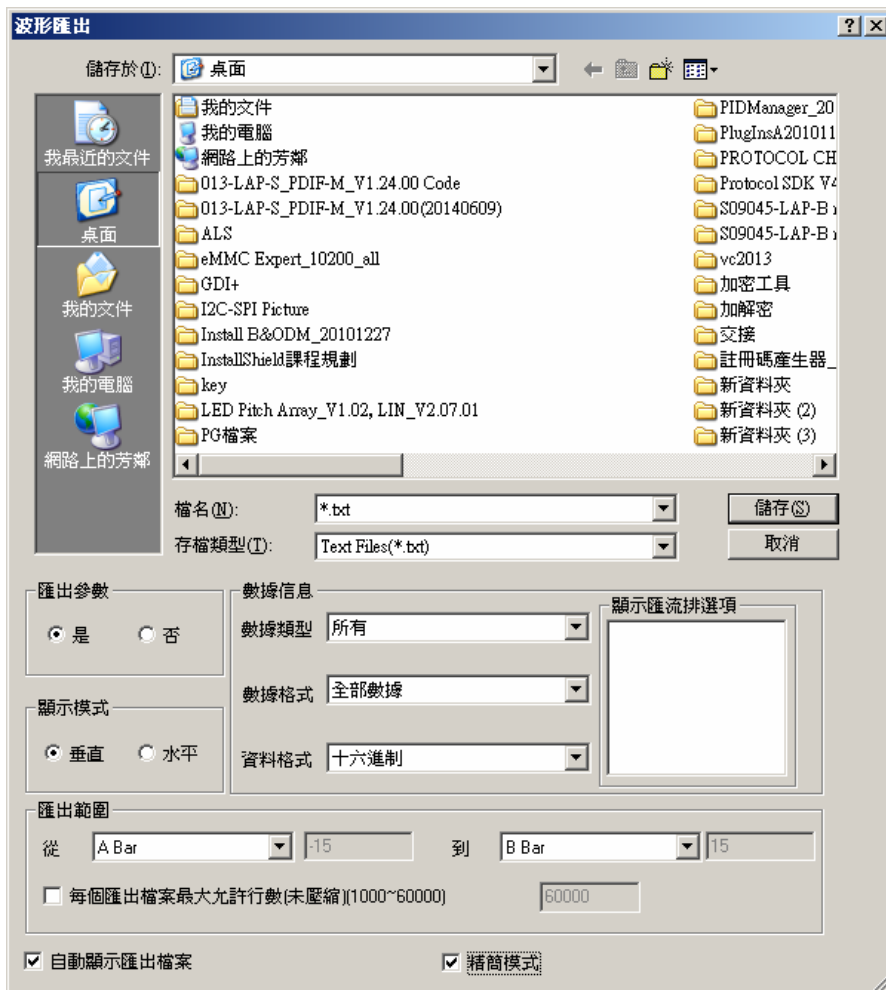 波形匯出
儲存於(I): 桌面
我最近的文件
桌面
我的文件
我的電腦
網路上的芳鄰
我的文件
我的電腦
網路上的芳鄰
013-LAP-S_PDIF-M_V1.24.00 Code
013-LAP-S_PDIF-M_V1.24.00(20140609)
ALS
eMMC Expert_10200_all
GDI+
I2C-SPI Picture
Install B&ODM_20101227
InstallShield課程規劃
key
LED Pitch Array_V1.02, LIN_V2.07.01
PG檔案
PIDManager_20
PlugInsA201011
PROTOCOL CH
Protocol SDK V4
S09045-LAP-B
S09045-LAP-B
vc2013
加密工具
加解密
交接
註冊碼產生器_
新資料夾
新資料夾 (2)
新資料夾 (3)
檔名(N): *.txt 儲存(S)
存檔類型(T): Text Files(*.txt) 取消
匯出參數
是 否
顯示模式
垂直 水平
數據信息
數據類型 所有
數據格式 全部數據
資料格式 十六進制
顯示匯流排選項
匯出範圍
從 A Bar -15 到 B Bar 15
每個匯出檔案最大允許行數(未壓縮)(1000~60000) 60000
自動顯示匯出檔案 精簡模式